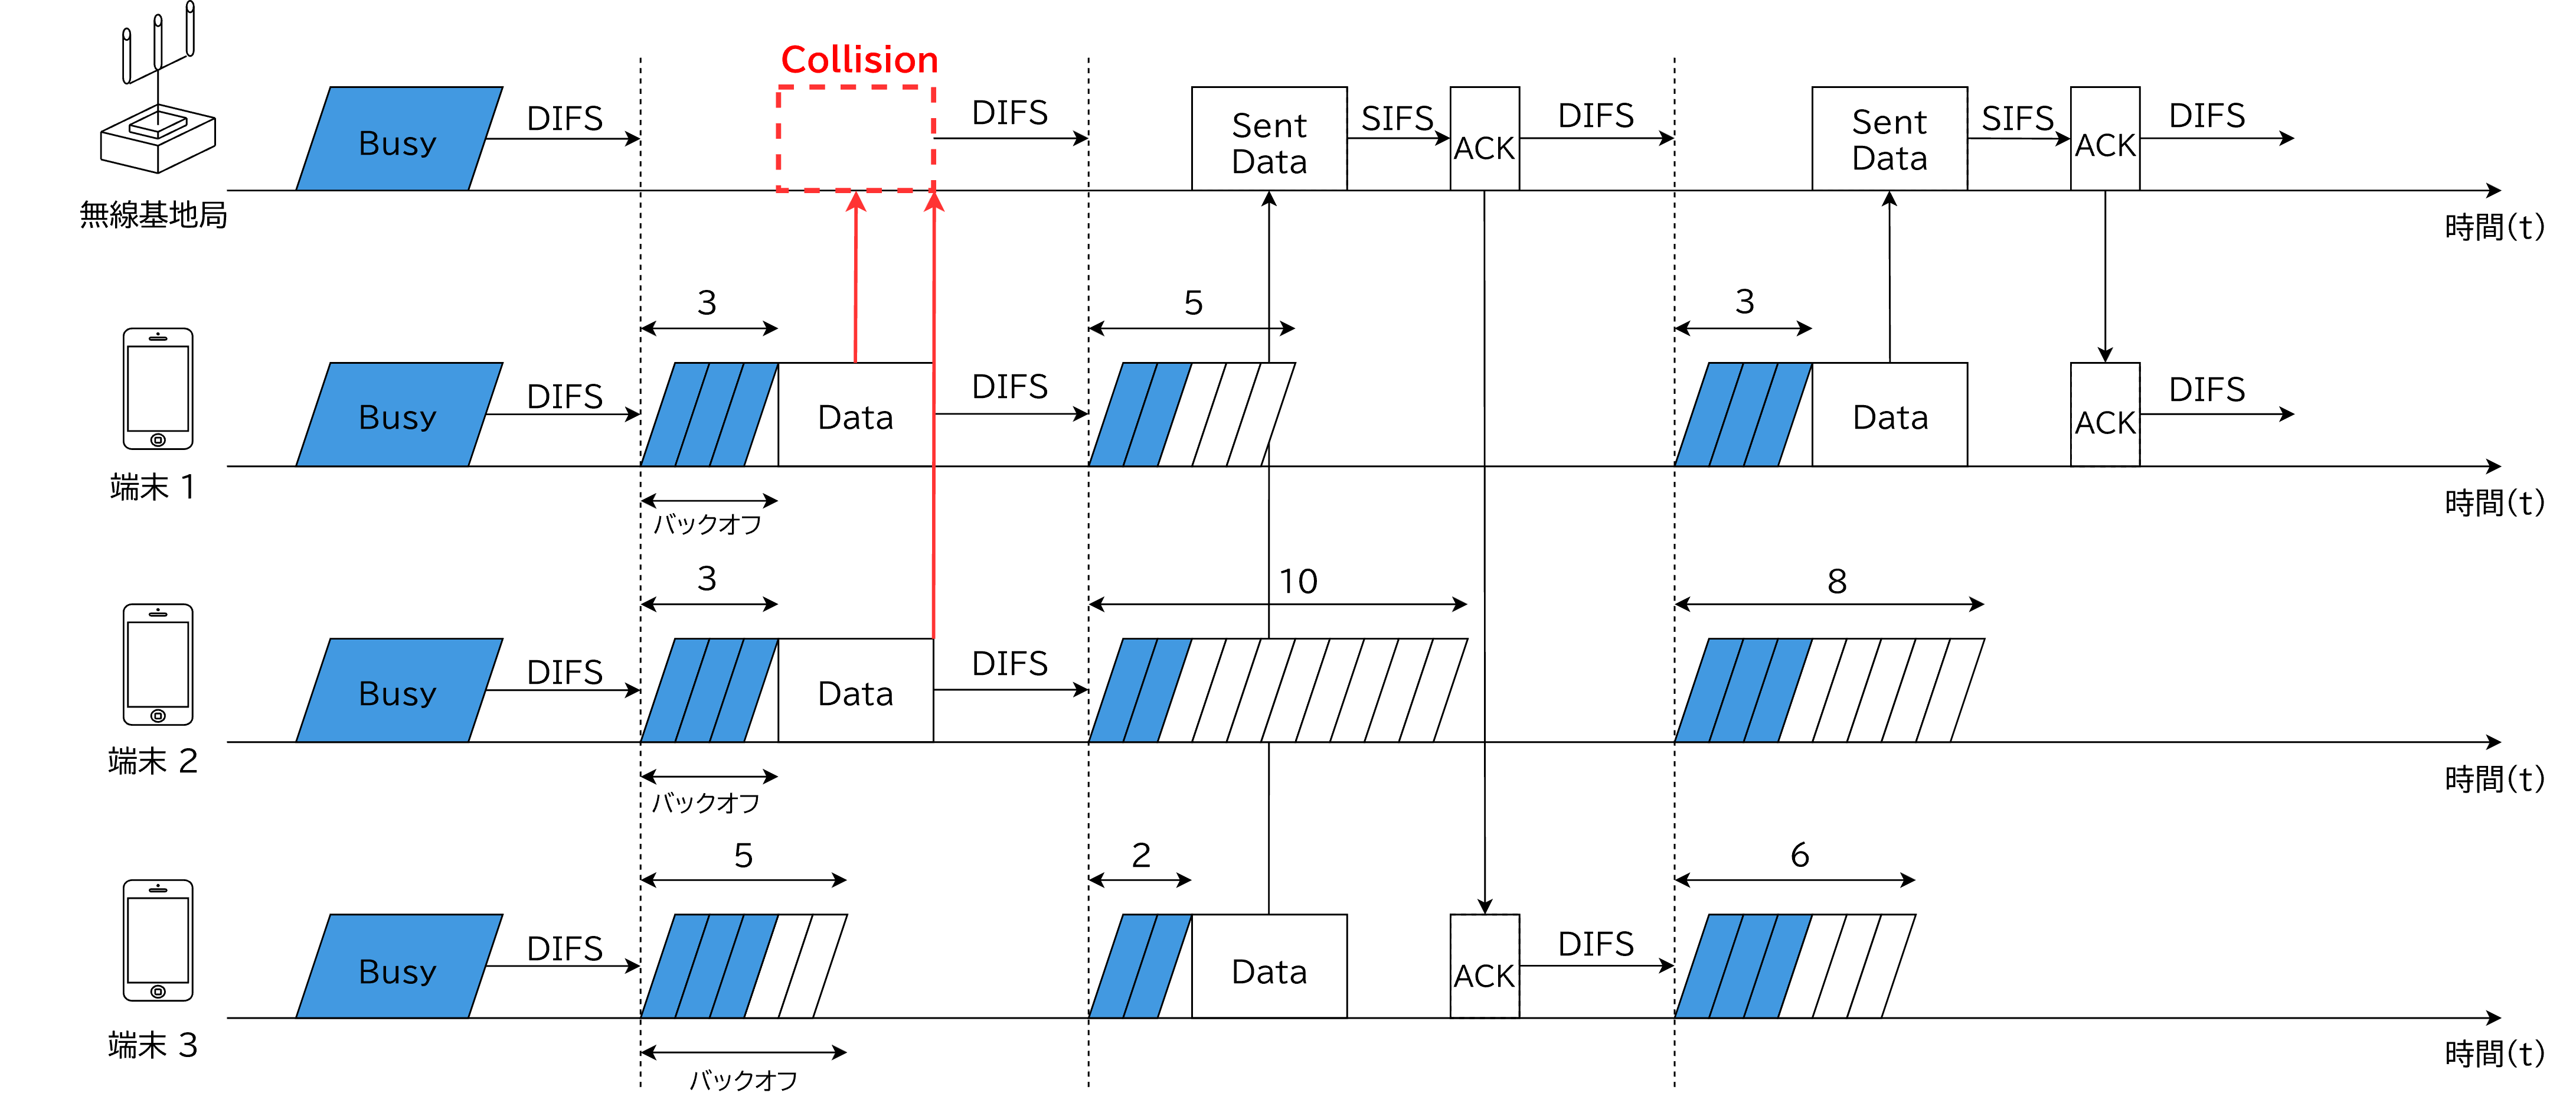 Collision
Busy
DIFS
DIFS
Sent
Data
SIFS
ACK
DIFS
Sent
Data
SIFS
ACK
DIFS
無線基地局
時間(t)
3
5
3
Busy
DIFS
Data
DIFS
Data
ACK
DIFS
端末 1
バックオフ
時間(t)
3
10
8
Busy
DIFS
Data
DIFS
端末 2
バックオフ
時間(t)
5
2
6
Busy
DIFS
Data
ACK
DIFS
端末 3
バックオフ
時間(t)